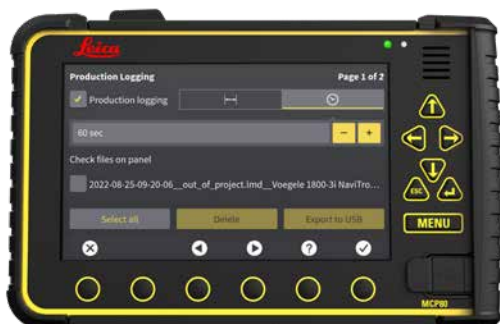 Leica
Production Logging Page 1 of 2
Production logging
60 sec
Check files on panel
2022-08-25-09-20-06__out_of_project.lmd__Voegele 1800-3i NaviTro...
Select all Delete Export to USB
ESC
MENU
MCP80